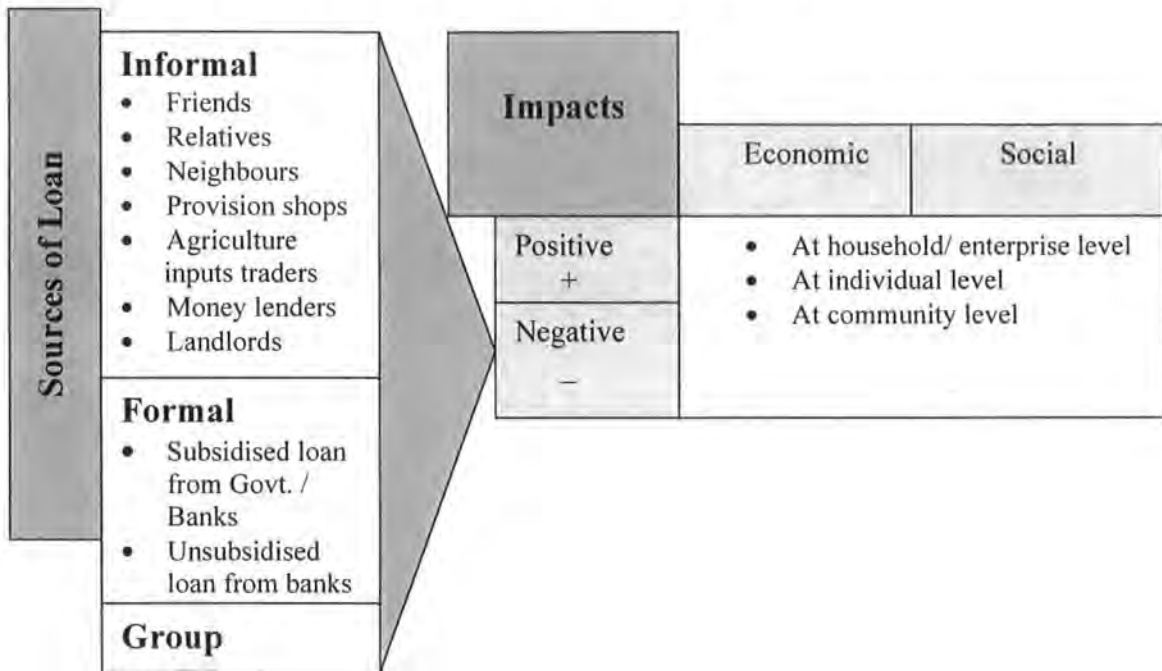 Sources of Loan
Informal
• Friends
• Relatives
• Neighbours
• Provision shops
• Agriculture
inputs traders
• Money lenders
• Landlords
Formal
• Subsidised loan
from Govt. /
Banks
• Unsubsidised
loan from banks
Group
Impacts
Economic Social
Positive
+
Negative
–
• At household/ enterprise level
• At individual level
• At community level